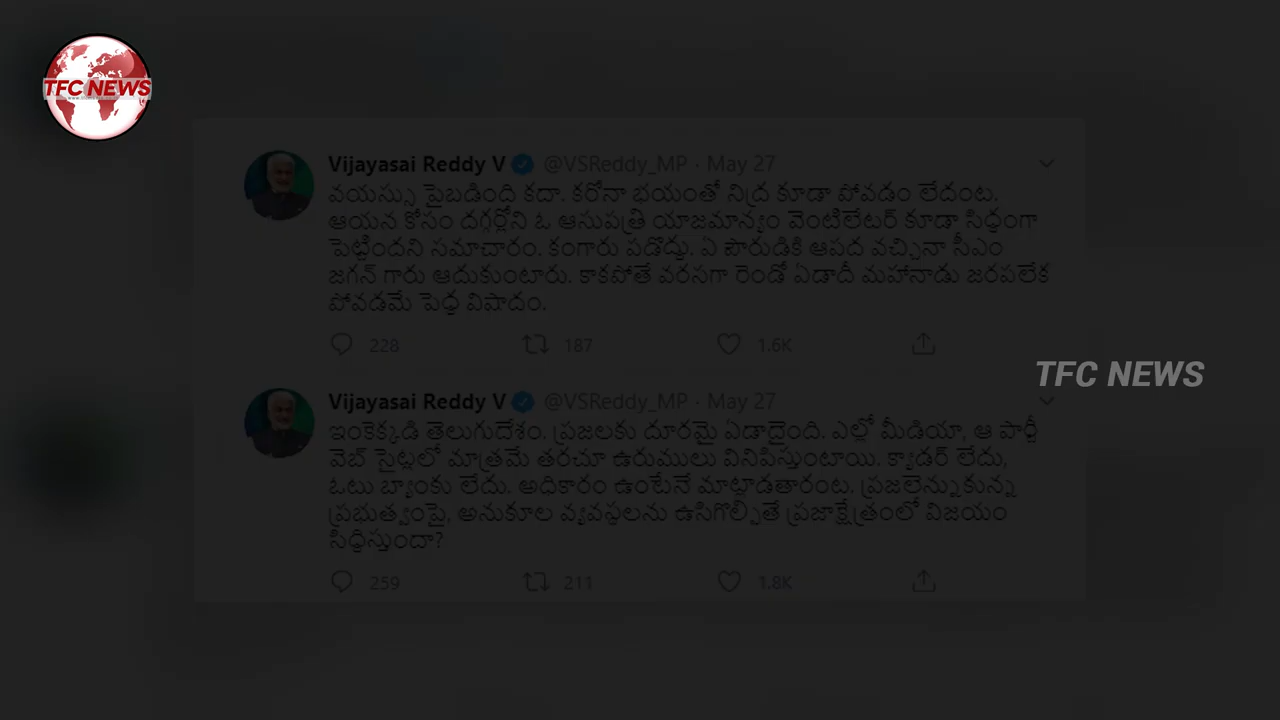 TFC NEWS
Vijayasai Reddy V @VSReddy_MP · May 27
వయస్సు పైబడింది కదా. కరోనా భయంతో నిద్ర కూడా పోవడం లేదంట.
ఆయన కోసం దగ్గర్లోని ఓ ఆసుపత్రి యాజమాన్యం వెంటిలేటర్ కూడా సిద్ధంగా
పెట్టిందని సమాచారం. కంగారు పడొద్దు. ఏ పౌరుడికి ఆపద వచ్చినా సీఎం
జగన్ గారు ఆదుకుంటారు. కాకపోతే వరసగా రెండో ఏడాదీ మహానాడు జరపలేక
పోవడమే పెద్ద విషాదం.
228 187 1.6K
TFC NEWS
Vijayasai Reddy V @VSReddy_MP · May 27
ఇంకెక్కడి తెలుగుదేశం. ప్రజలకు దూరమై ఏడాదైంది. ఎల్లో మీడియా, ఆ పార్టీ
వెబ్ సైట్లలో మాత్రమే తరచూ ఉరుములు వినిపిస్తుంటాయి. క్యాడర్ లేదు,
ఓటు బ్యాంకు లేదు. అధికారం ఉంటేనే మాట్లాడతారంట. ప్రజలెన్నుకున్న
ప్రభుత్వంపై, అనుకూల వ్యవస్థలను ఉసిగొల్పితే ప్రజాక్షేత్రంలో విజయం
సిద్ధిస్తుందా?
259 211 1.8K